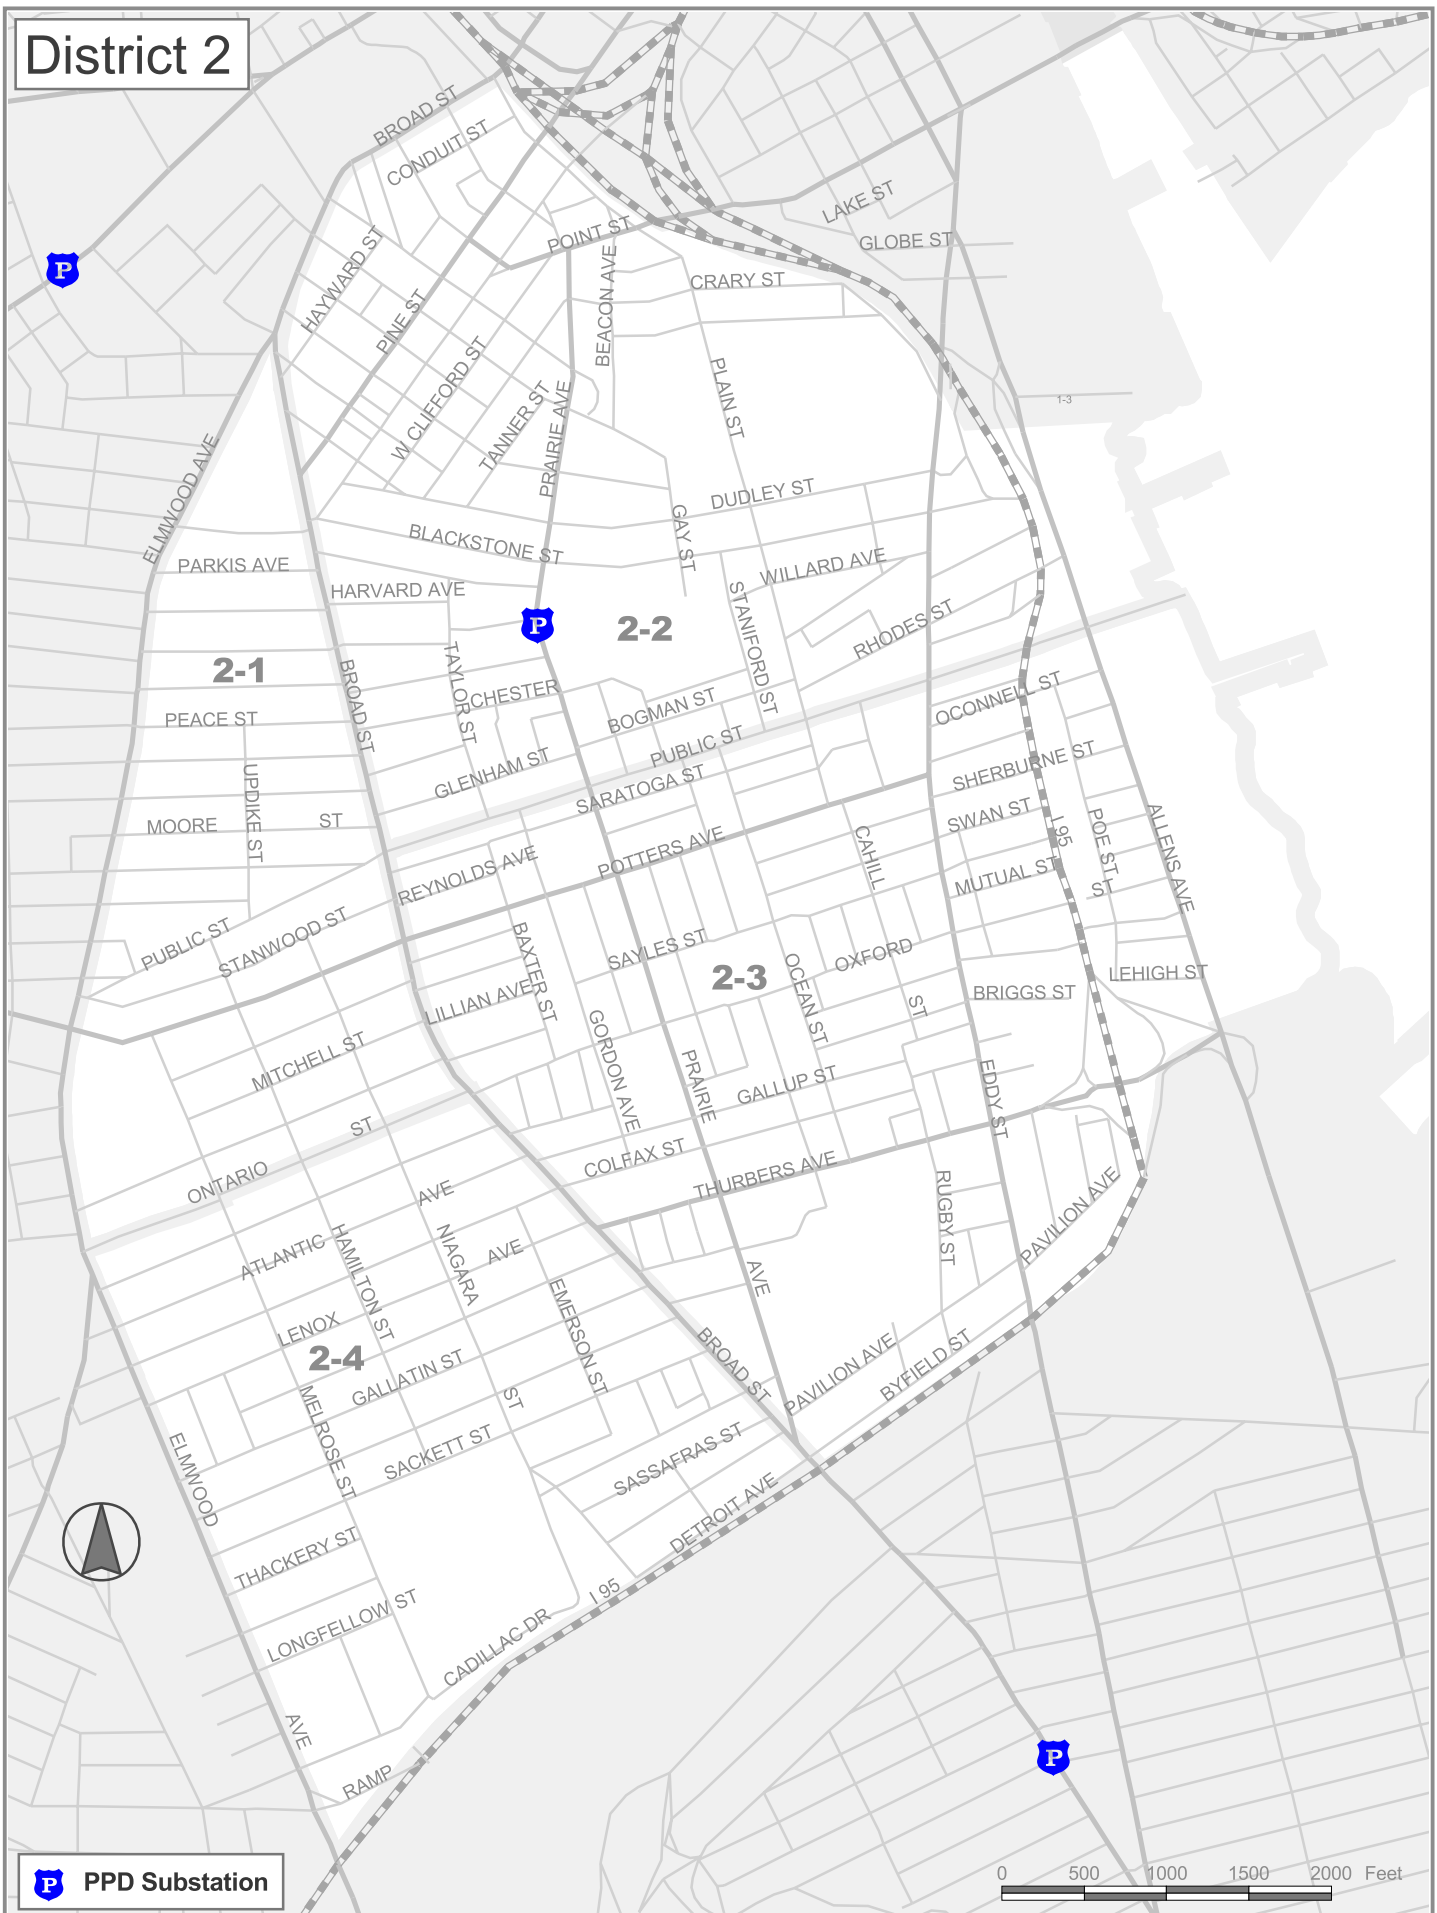 District 2
BROAD ST
CONDUIT ST
LAKE ST
GLOBE ST
POINT ST
HAYWARD ST
BEACON AVE
CRARY ST
PINE ST
W CLIFFORD ST
PLAIN ST
1-3
TANNER ST
PRAIRIE AVE
ELMWOOD AVE
DUDLEY ST
GAY ST
BLACKSTONE ST
PARKIS AVE
WILLARD AVE
HARVARD AVE
STANIFORD ST
RHODES ST
P
P
2-2
2-1
TAYLOR ST
BROAD ST
CHESTER
OCONNELL ST
BOGMAN ST
PEACE ST
PUBLIC ST
GLENHAM ST
SARATOGA ST
SHERBURNE ST
UPDIKE ST
MOORE
ST
SWAN ST
I 95
POE ST
ALLENS AVE
CAHILL
POTTERS AVE
REYNOLDS AVE
MUTUAL ST
ST
PUBLIC ST
STANWOOD ST
BAXTER ST
SAYLES ST
OXFORD
2-3
OCEAN ST
LEHIGH ST
BRIGGS ST
ST
LILLIAN AVE
GORDON AVE
MITCHELL ST
PRAIRIE
GALLUP ST
EDDY ST
ST
COLFAX ST
THURBERS AVE
ONTARIO
AVE
RUGBY ST
PAVILION AVE
ATLANTIC
HAMILTON ST
NIAGARA
AVE
AVE
EMERSON ST
LENOX
2-4
BROAD ST
PAVILION AVE
BYFIELD ST
GALLATIN ST
MELROSE ST
ST
SACKETT ST
SASSAFRAS ST
ELMWOOD
DETROIT AVE
THACKERY ST
I 95
LONGFELLOW ST
CADILLAC DR
AVE
RAMP
P
P PPD Substation
0 500 1000 1500 2000 Feet